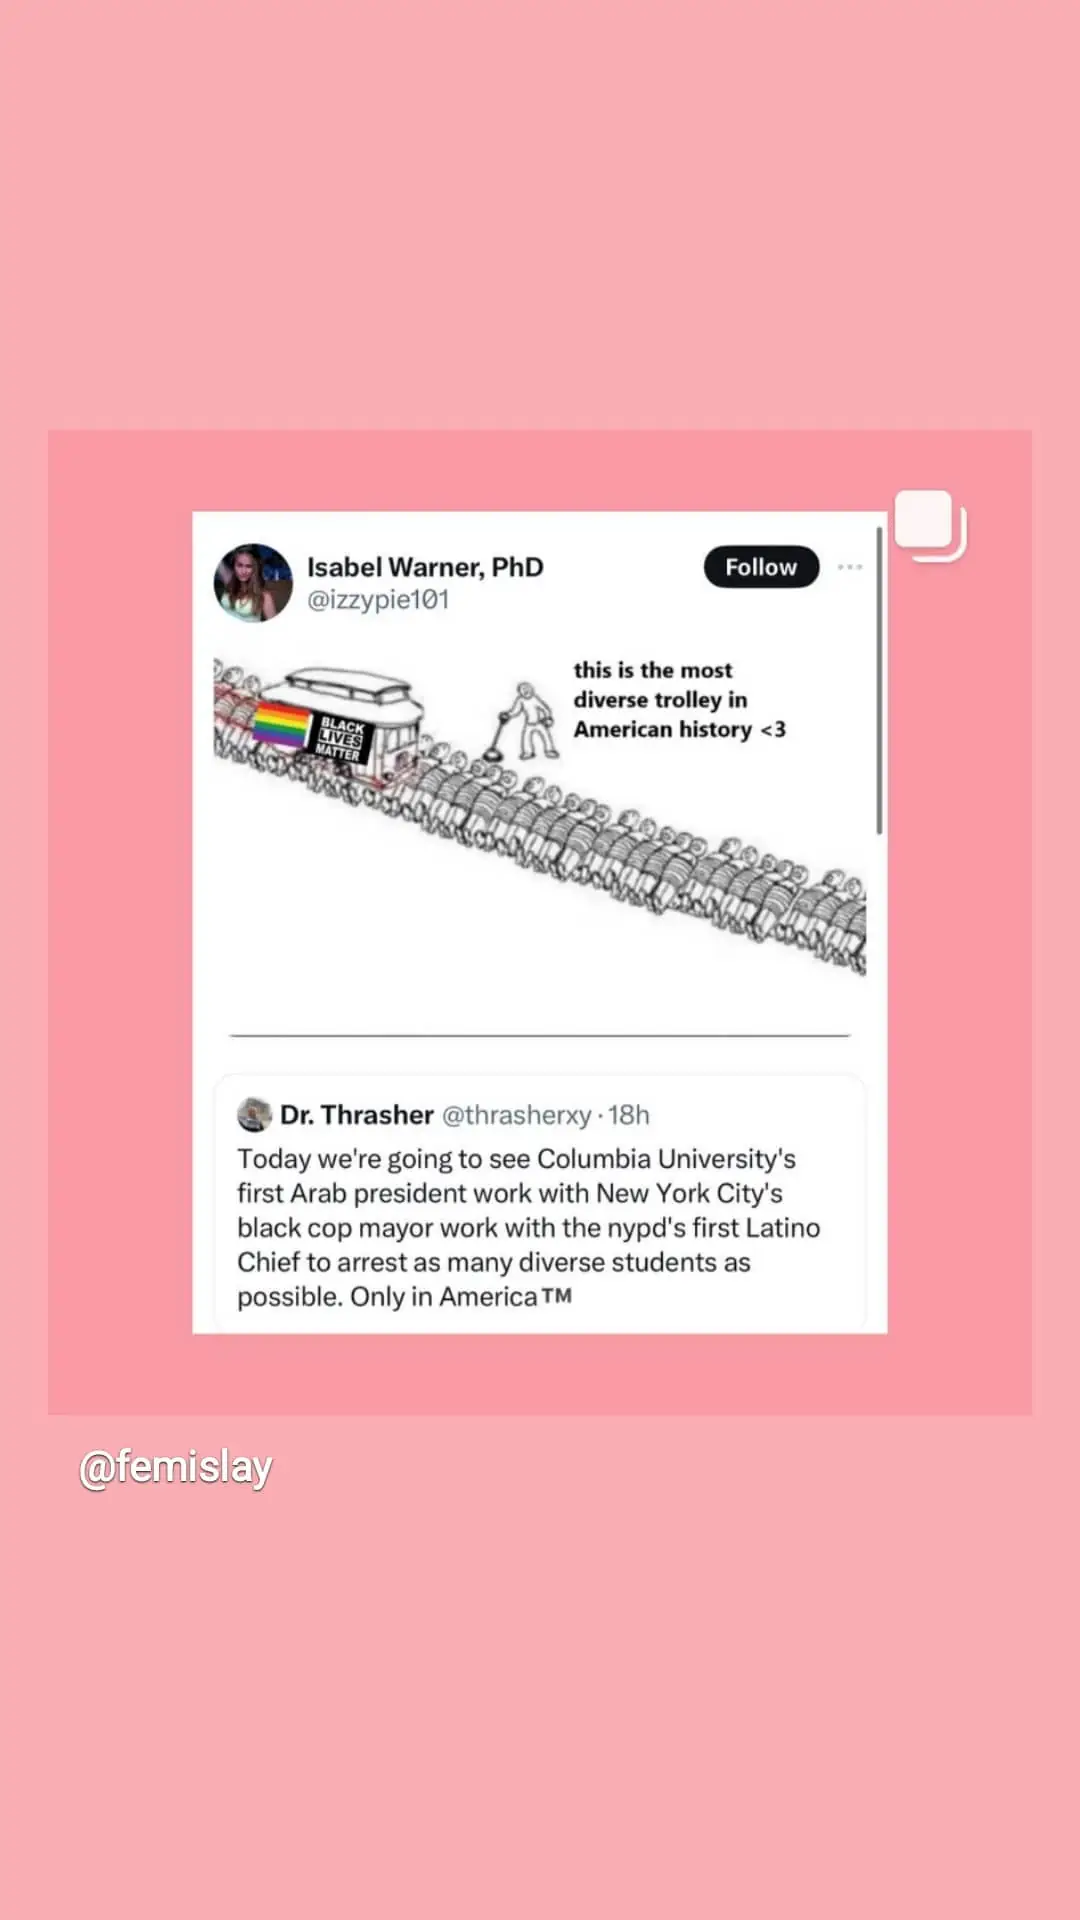 Isabel Warner, PhD
@izzypie101
Follow
this is the most
diverse trolley in
American history <3
BLACK
LIVES
MATTER
Dr. Thrasher @thrasherxy · 18h
Today we're going to see Columbia University's
first Arab president work with New York City's
black cop mayor work with the nypd's first Latino
Chief to arrest as many diverse students as
possible. Only in America™
@femislay